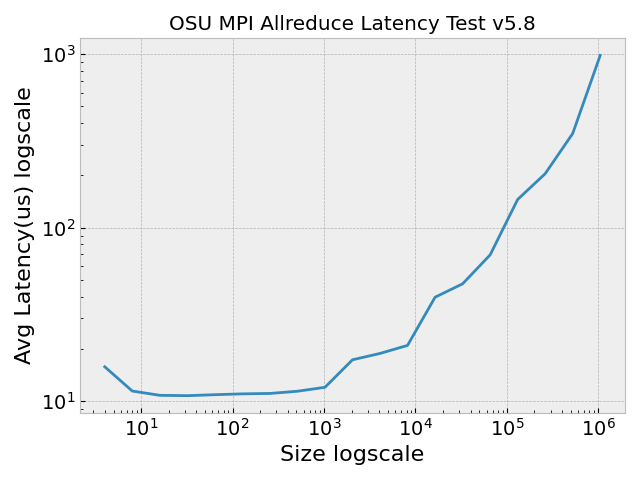 OSU MPI Allreduce Latency Test v5.8
Avg Latency(us) logscale
10³
10²
10¹
10¹ 10² 10³ 10⁴ 10⁵ 10⁶
Size logscale